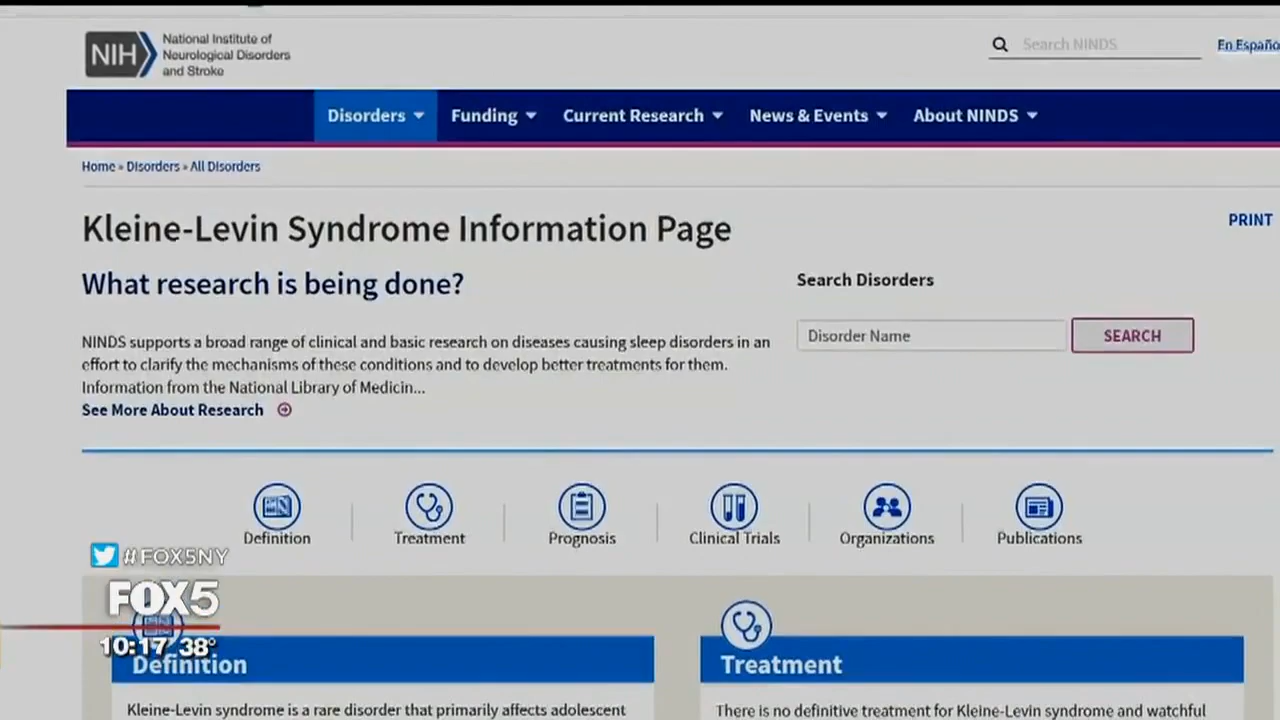 NIH National Institute of
Neurological Disorders
and Stroke
Search NINDS
En Españo
Disorders
Funding
Current Research
News & Events
About NINDS
Home » Disorders » All Disorders
Kleine-Levin Syndrome Information Page
PRINT
What research is being done?
Search Disorders
NINDS supports a broad range of clinical and basic research on diseases causing sleep disorders in an
effort to clarify the mechanisms of these conditions and to develop better treatments for them.
Information from the National Library of Medicin...
See More About Research
Disorder Name
SEARCH
Definition
Treatment
Prognosis
Clinical Trials
Organizations
Publications
#FOX5NY
FOX5
10:17 38°
Definition
Kleine-Levin syndrome is a rare disorder that primarily affects adolescent
Treatment
There is no definitive treatment for Kleine-Levin syndrome and watchful